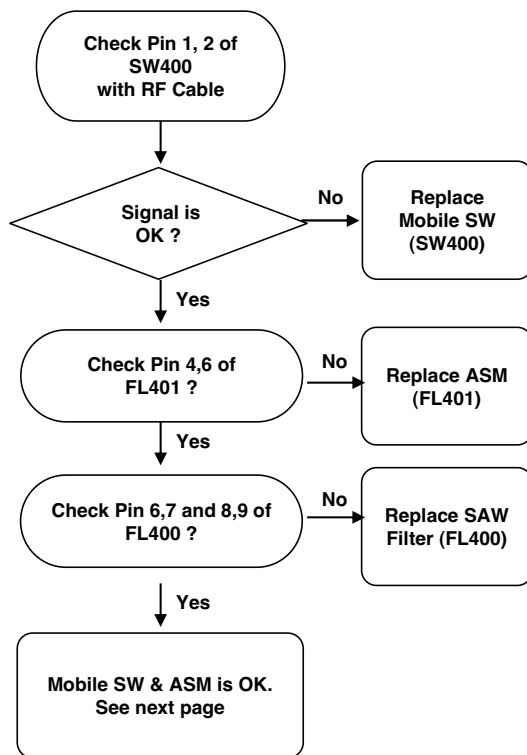 Check Pin 1, 2 of
SW400
with RF Cable
Signal is
OK ?
No
Replace
Mobile SW
(SW400)
Yes
Check Pin 4,6 of
FL401 ?
No
Replace ASM
(FL401)
Yes
Check Pin 6,7 and 8,9 of
FL400 ?
No
Replace SAW
Filter (FL400)
Yes
Mobile SW & ASM is OK.
See next page